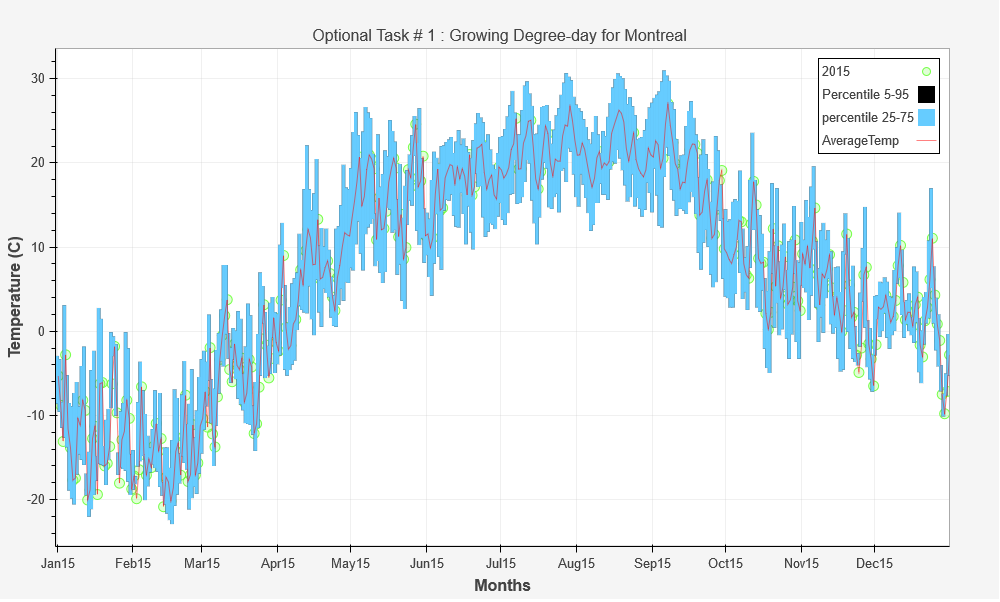 Optional Task # 1 : Growing Degree-day for Montreal
2015
Percentile 5-95
percentile 25-75
AverageTemp
Temperature (C)
30
20
10
0
-10
-20
Jan15 Feb15 Mar15 Apr15 May15 Jun15 Jul15 Aug15 Sep15 Oct15 Nov15 Dec15
Months